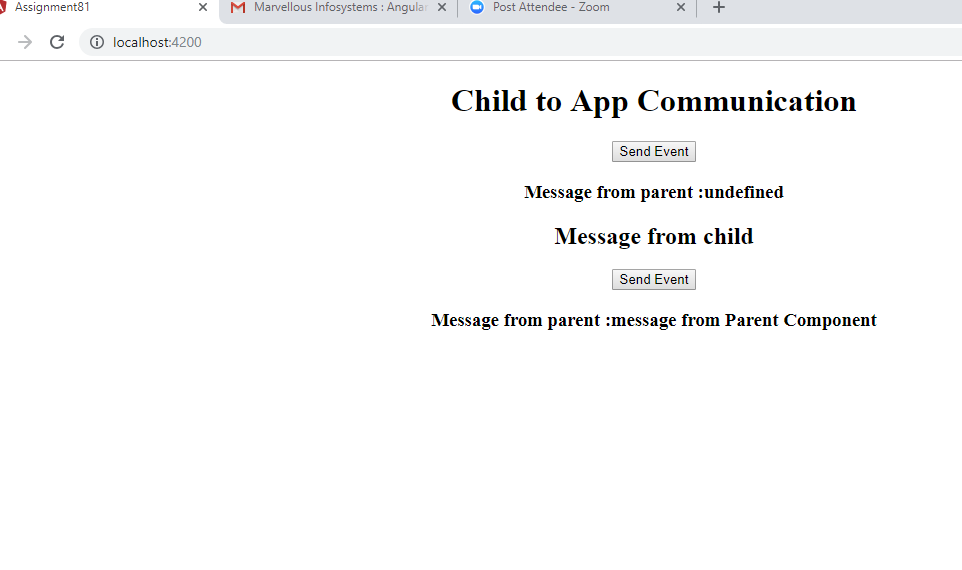 Assignment81
Marvellous Infosystems : Angular
Post Attendee - Zoom
localhost:4200
Child to App Communication
Send Event
Message from parent :undefined
Message from child
Send Event
Message from parent :message from Parent Component